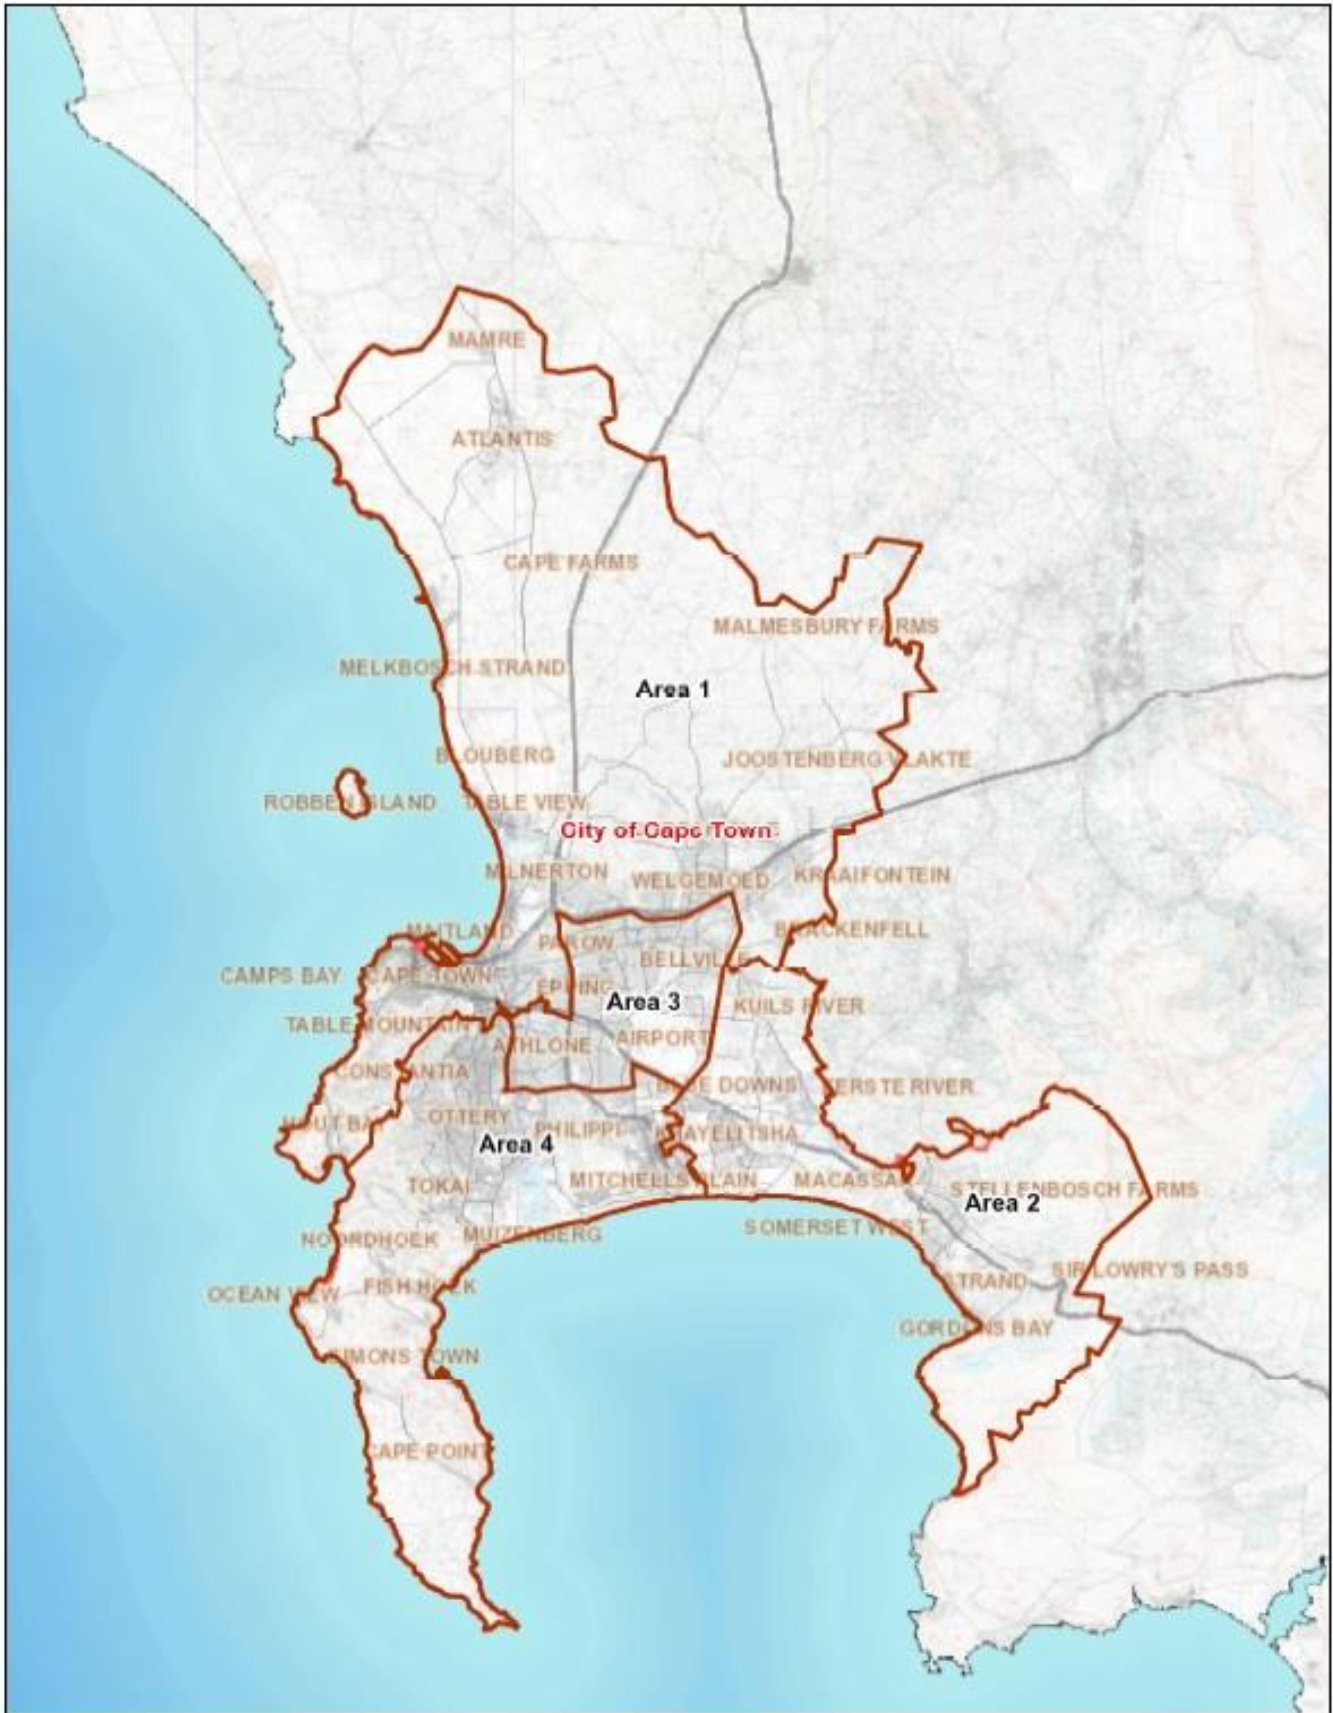 MAMRE
ATLANTIS
CAPE FARMS
MALMESBURY FARMS
MELKBOSCH STRAND
Area 1
BLOUBERG
JOOSTENBERG VLAKTE
ROBBEN ISLAND
TABLE VIEW
City of Cape Town
MILNERTON
WELGEMOED
KRAAIFONTEIN
MAITLAND
PAROW
BRACKENFELL
BELLVILLE
CAMPS BAY
CAPE TOWN
EPPING
Area 3
KUILS RIVER
TABLE MOUNTAIN
ATHLONE
AIRPORT
CONSTANTIA
BLUE DOWNS
EERSTE RIVER
HOUT BAY
OTTERY
PHILIPPI
KHAYELITSHA
Area 4
TOKAI
MITCHELLS PLAIN
MACASSAR
STELLENBOSCH FARMS
Area 2
NOORDHOEK
MUIZENBERG
SOMERSET WEST
SIR LOWRY'S PASS
OCEAN VIEW
FISH HOEK
STRAND
GORDONS BAY
SIMONS TOWN
CAPE POINT